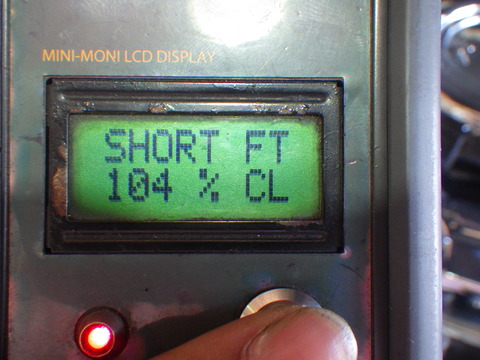 MINI-MONI LCD DISPLAY
SHORT FT
104 % CL